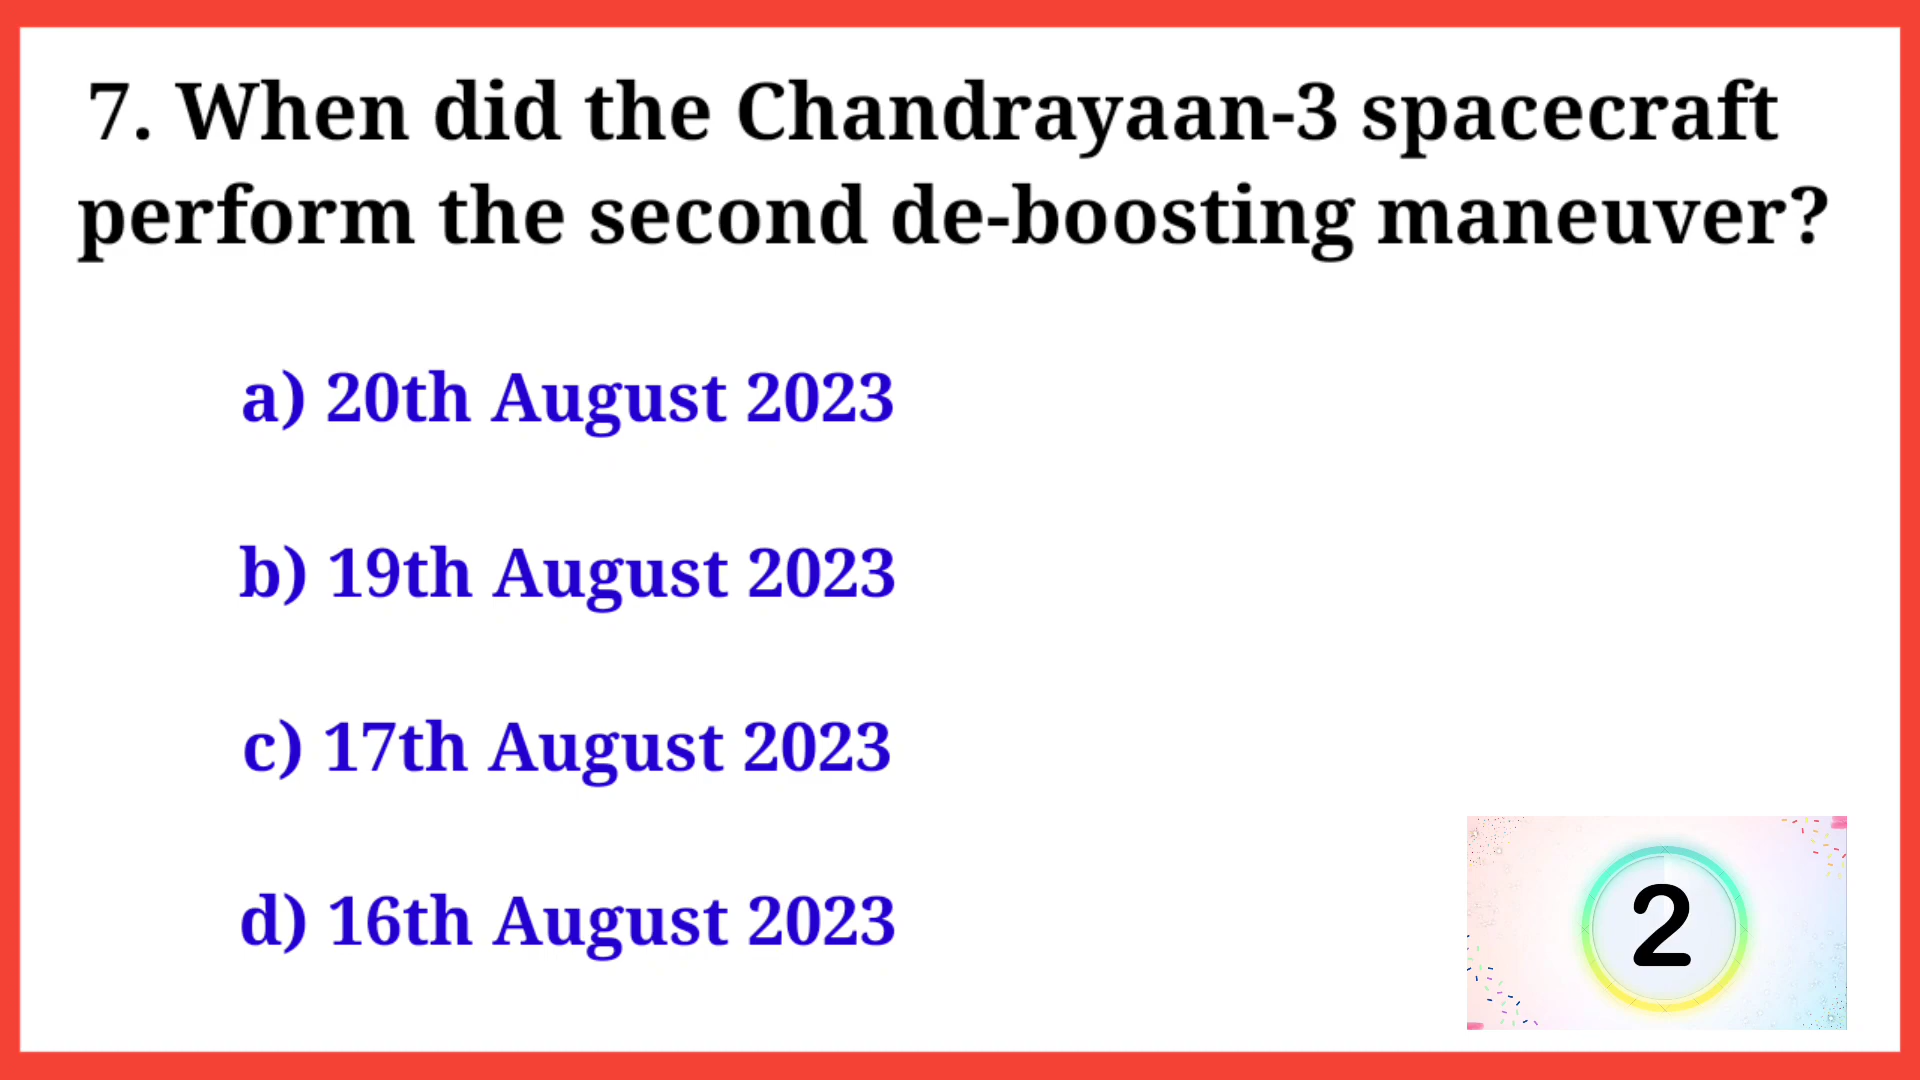 7. When did the Chandrayaan-3 spacecraft
perform the second de-boosting maneuver?
a) 20th August 2023
b) 19th August 2023
c) 17th August 2023
d) 16th August 2023
2